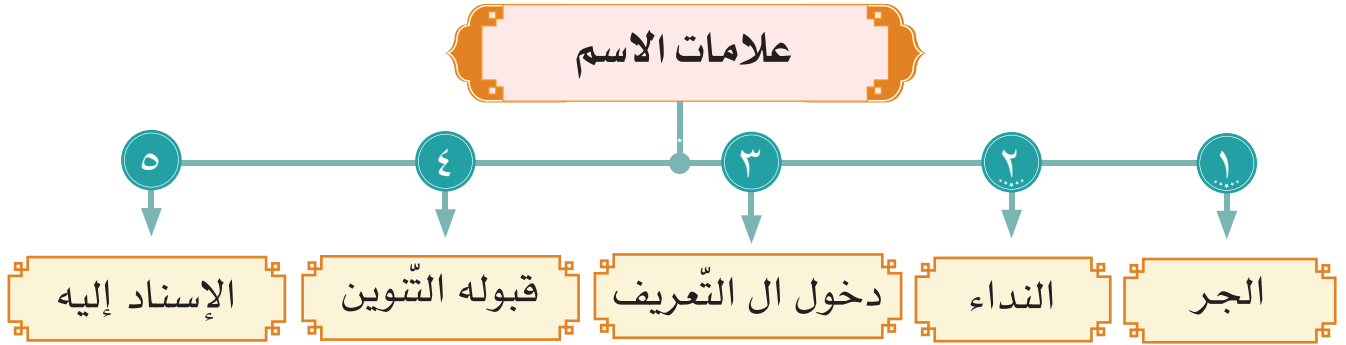 علامات الاسم
١
٢
٣
٤
٥
الجر
النداء
دخول ال التّعريف
قبوله التّنوين
الإسناد إليه